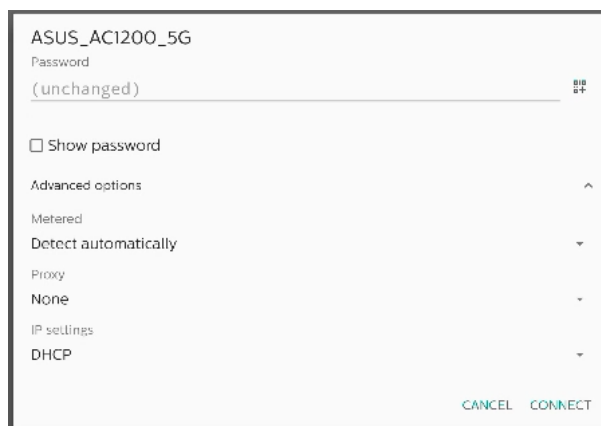 ASUS_AC1200_5G
Password
(unchanged)
Show password
Advanced options
Metered
Detect automatically
Proxy
None
IP settings
DHCP
CANCEL CONNECT